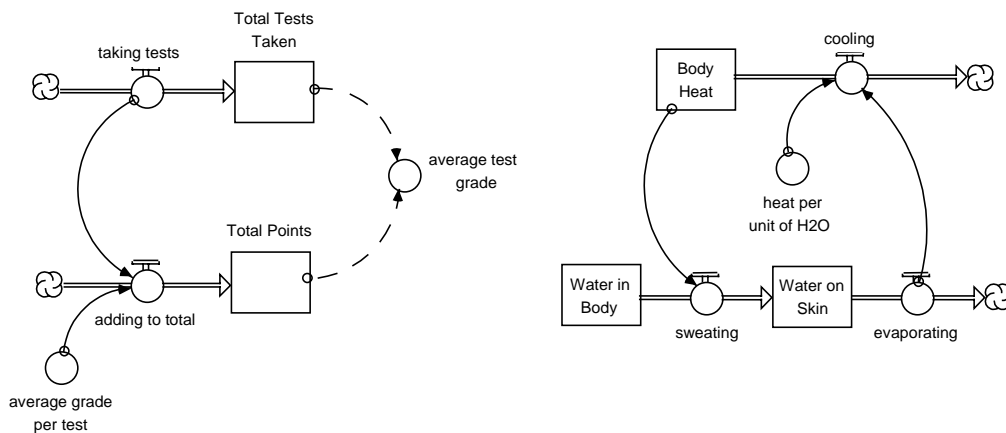 Total Tests
Taken
taking tests
average test
grade
Total Points
adding to total
average grade
per test
cooling
Body
Heat
heat per
unit of H2O
Water in
Body
sweating
Water on
Skin
evaporating